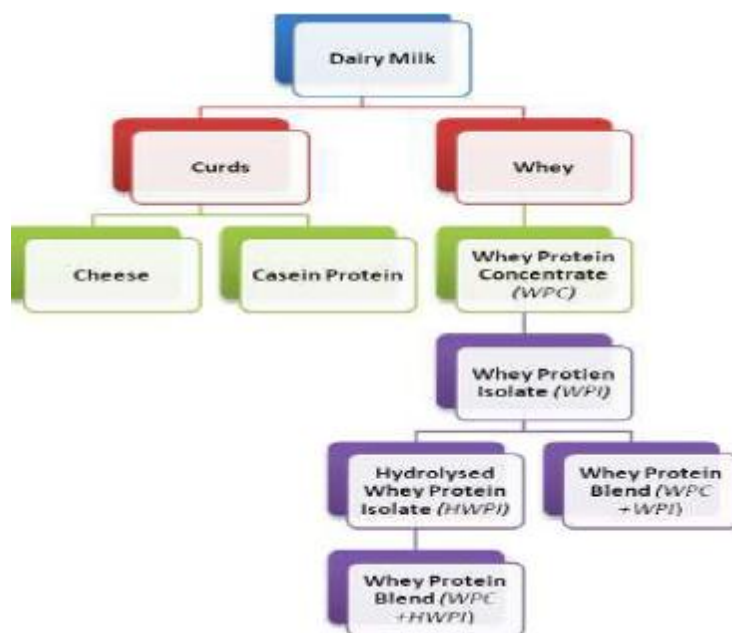 Dairy Milk
Curds
Whey
Cheese
Casein Protein
Whey Protein
Concentrate
(WPC)
Whey Protien
Isolate (WPI)
Hydrolysed
Whey Protein
Isolate (HWPI)
Whey Protein
Blend (WPC
+WPI)
Whey Protein
Blend (WPC
+HWPI)